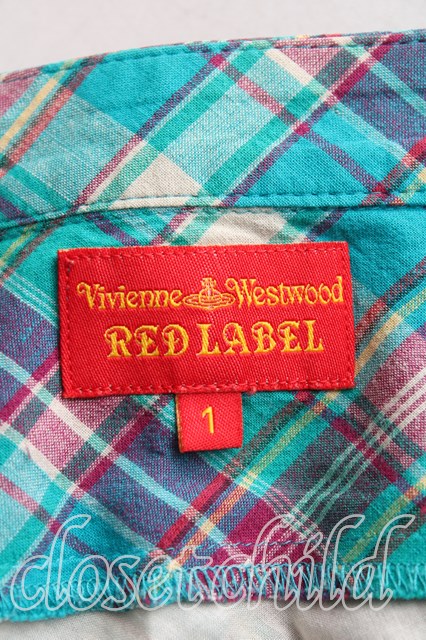 Vivienne Westwood
RED LABEL
1
closetchild